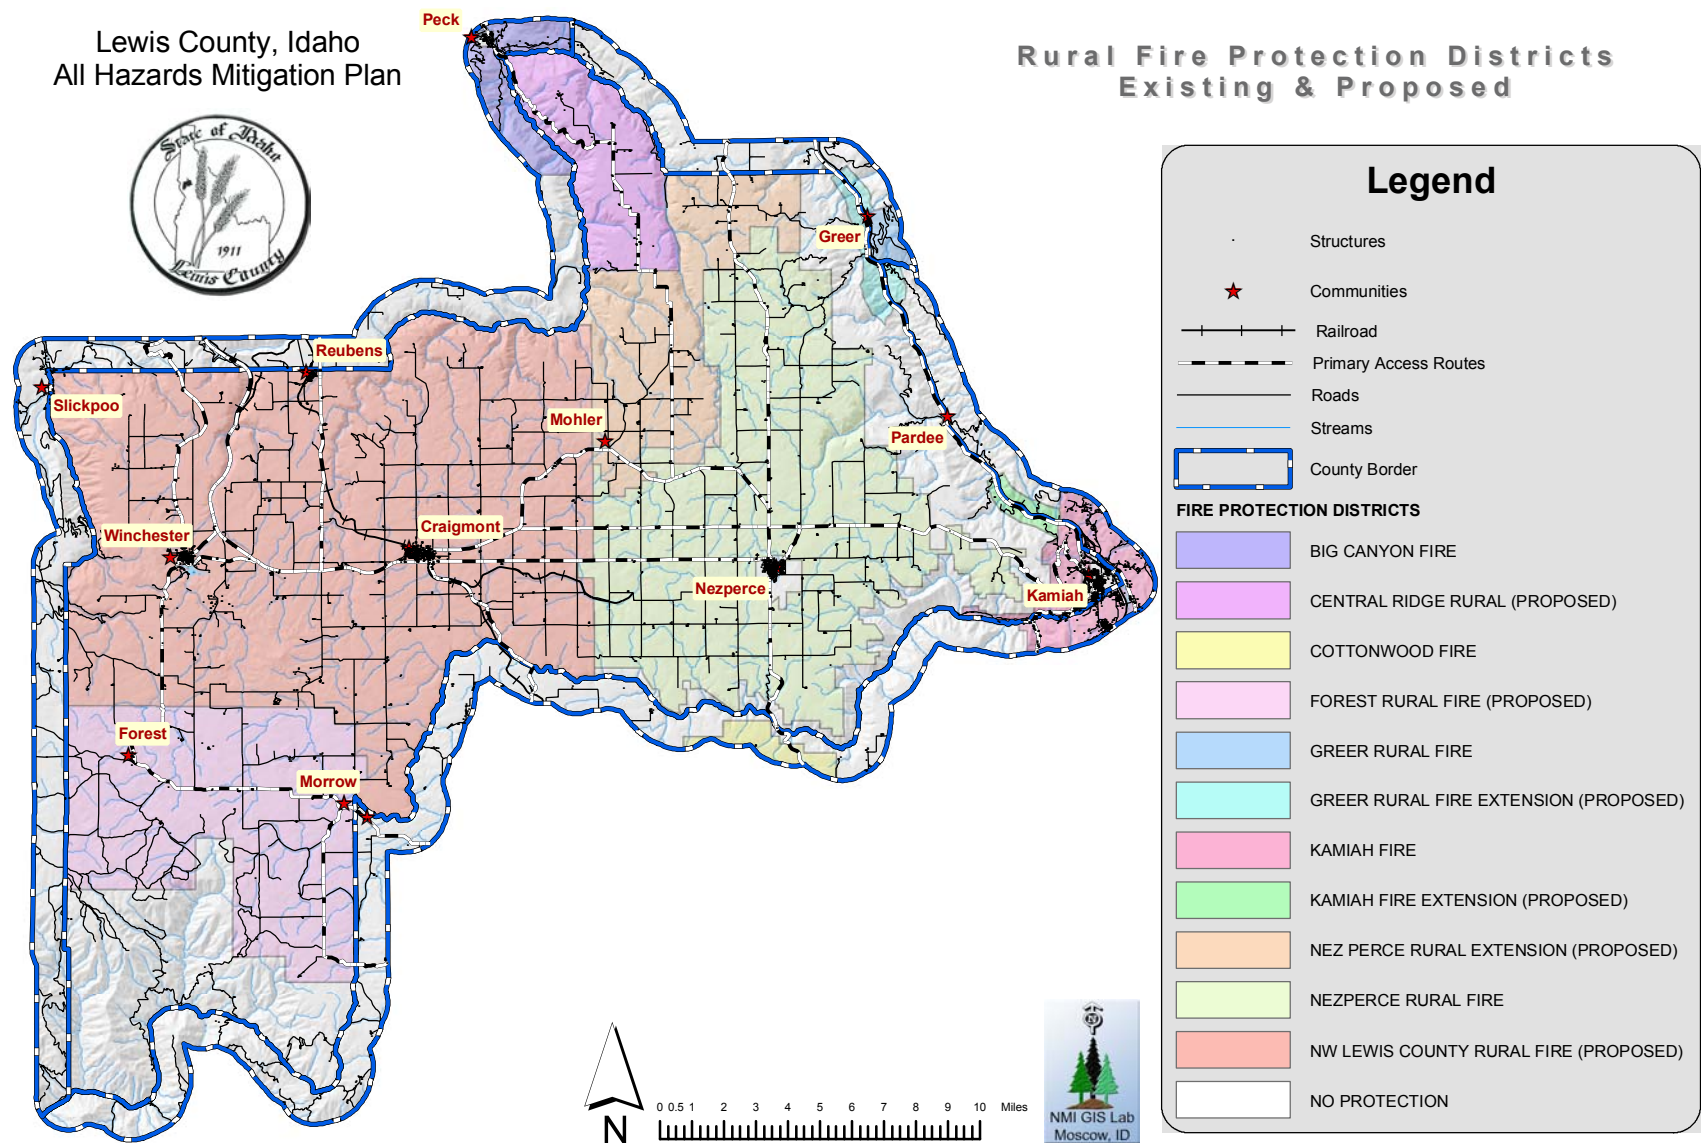 Lewis County, Idaho
All Hazards Mitigation Plan
State of Idaho
1911
Lewis County
Rural Fire Protection Districts
Existing & Proposed
Peck
Greer
Reubens
Slickpoo
Mohler
Pardee
Craigmont
Winchester
Nezperce
Kamiah
Forest
Morrow
Legend
Structures
Communities
Railroad
Primary Access Routes
Roads
Streams
County Border
FIRE PROTECTION DISTRICTS
BIG CANYON FIRE
CENTRAL RIDGE RURAL (PROPOSED)
COTTONWOOD FIRE
FOREST RURAL FIRE (PROPOSED)
GREER RURAL FIRE
GREER RURAL FIRE EXTENSION (PROPOSED)
KAMIAH FIRE
KAMIAH FIRE EXTENSION (PROPOSED)
NEZ PERCE RURAL EXTENSION (PROPOSED)
NEZPERCE RURAL FIRE
NW LEWIS COUNTY RURAL FIRE (PROPOSED)
NO PROTECTION
N
0 0.5 1 2 3 4 5 6 7 8 9 10 Miles
NMI GIS Lab
Moscow, ID